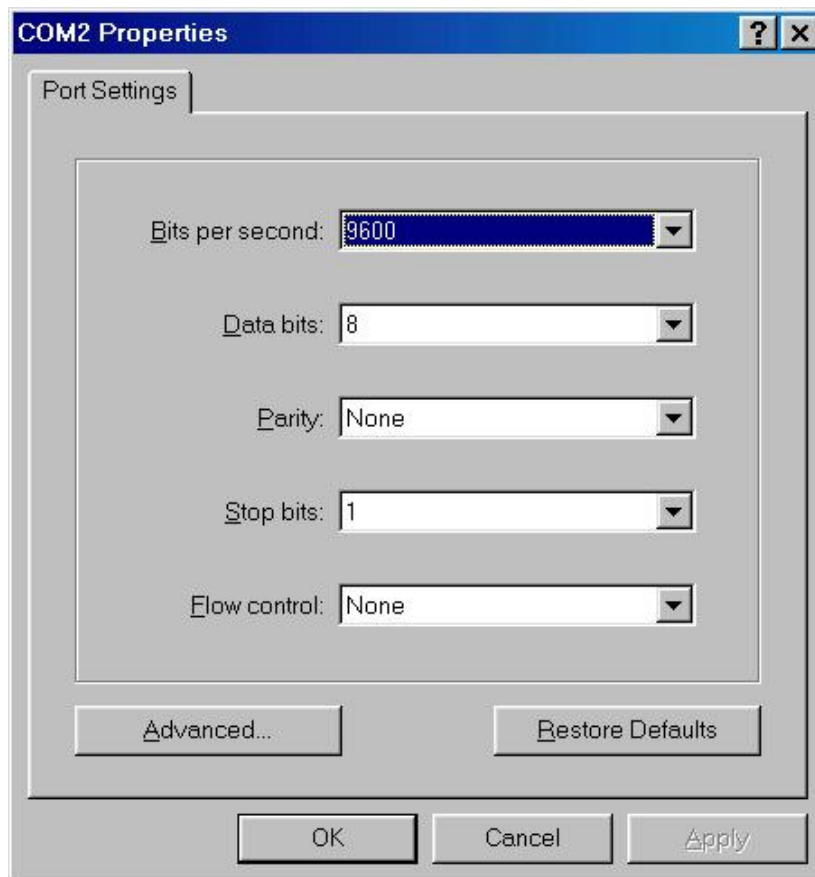 COM2 Properties
Port Settings
Bits per second: 9600
Data bits: 8
Parity: None
Stop bits: 1
Flow control: None
Advanced... Restore Defaults
OK Cancel Apply